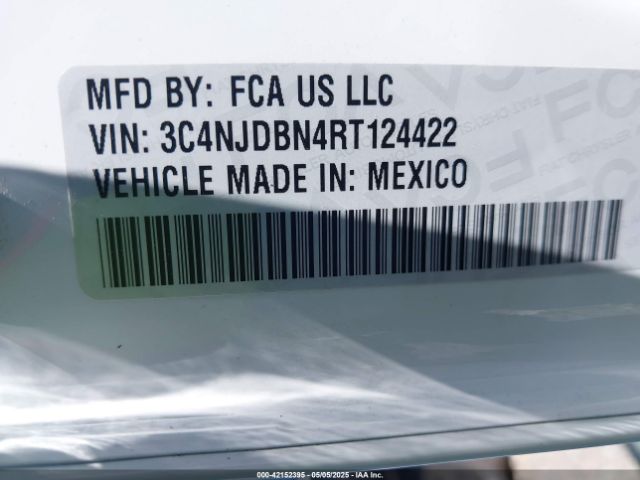 MFD BY: FCA US LLC
VIN: 3C4NJDBN4RT124422
VEHICLE MADE IN: MEXICO
000-42152395 - 05/05/2025 - IAA Inc.